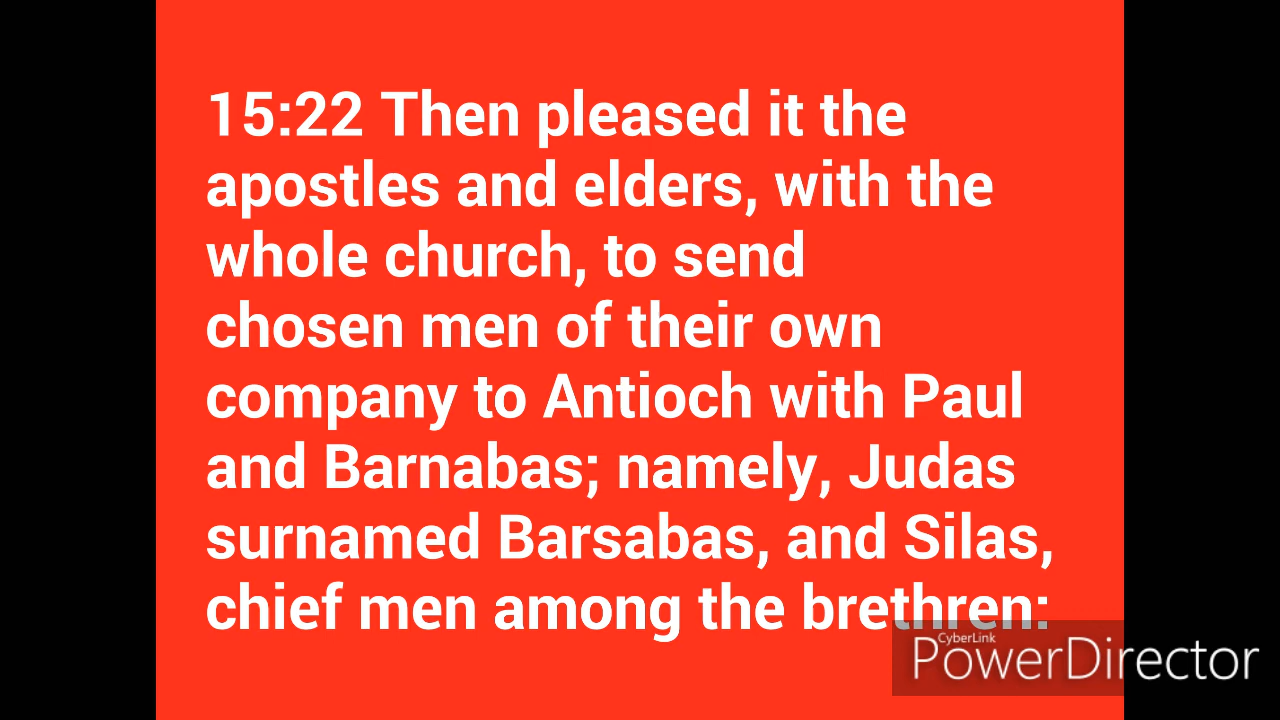 15:22 Then pleased it the
apostles and elders, with the
whole church, to send
chosen men of their own
company to Antioch with Paul
and Barnabas; namely, Judas
surnamed Barsabas, and Silas,
chief men among the brethren:
CyberLink
PowerDirector